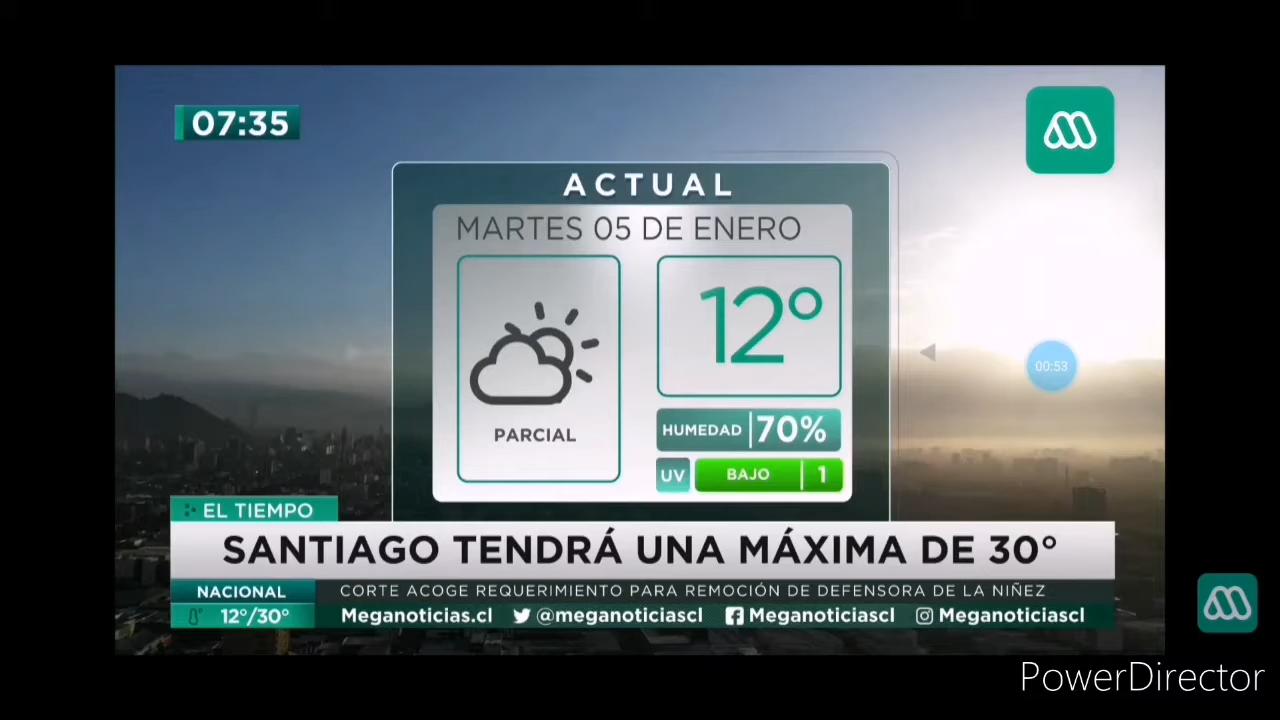 07:35
ACTUAL
MARTES 05 DE ENERO
12°
PARCIAL
HUMEDAD 70%
UV BAJO 1
00:53
EL TIEMPO
SANTIAGO TENDRÁ UNA MÁXIMA DE 30°
NACIONAL CORTE ACOGE REQUERIMIENTO PARA REMOCIÓN DE DEFENSORA DE LA NIÑEZ
12°/30° Meganoticias.cl @meganoticiascl Meganoticiascl Meganoticiascl
PowerDirector